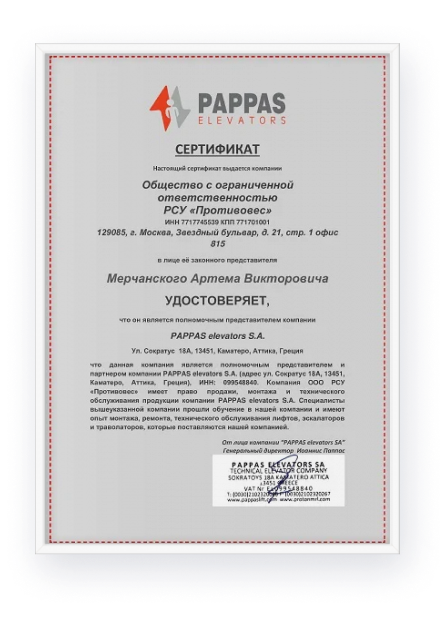 PAPPAS
ELEVATORS
СЕРТИФИКАТ
Настоящий сертификат выдается компании
Общество с ограниченной
ответственностью
РСУ «Противовес»
ИНН 7717745539 КПП 771701001
129085, г. Москва, Звездный бульвар, д. 21, стр. 1 офис
815
в лице её законного представителя
Мерчанского Артема Викторовича
УДОСТОВЕРЯЕТ,
что он является полномочным представителем компании
PAPPAS elevators S.A.
Ул. Сократус 18А, 13451, Каматеро, Аттика, Греция
что данная компания является полномочным представителем и
партнером компании PAPPAS elevators S.A. (адрес ул. Сократус 18А, 13451,
Каматеро, Аттика, Греция), ИНН: 099548840. Компания ООО РСУ
«Противовес» имеет право продажи, монтажа и технического
обслуживания продукции компании PAPPAS elevators S.A. Специалисты
вышеуказанной компании прошли обучение в нашей компании и имеют
опыт монтажа, ремонта, технического обслуживания лифтов, эскалаторов
и траволаторов, которые поставляются нашей компанией.
От лица компании "PAPPAS elevators SA"
Генеральный Директор Иоаннис Паппас
PAPPAS ELEVATORS SA
TECHNICAL ELEVATOR COMPANY
SOKRATOYS 18A KAMATERO ATTICA
13451 GREECE
VAT Nr EL099548840
www.pappaslift.com www.protonmrl.com